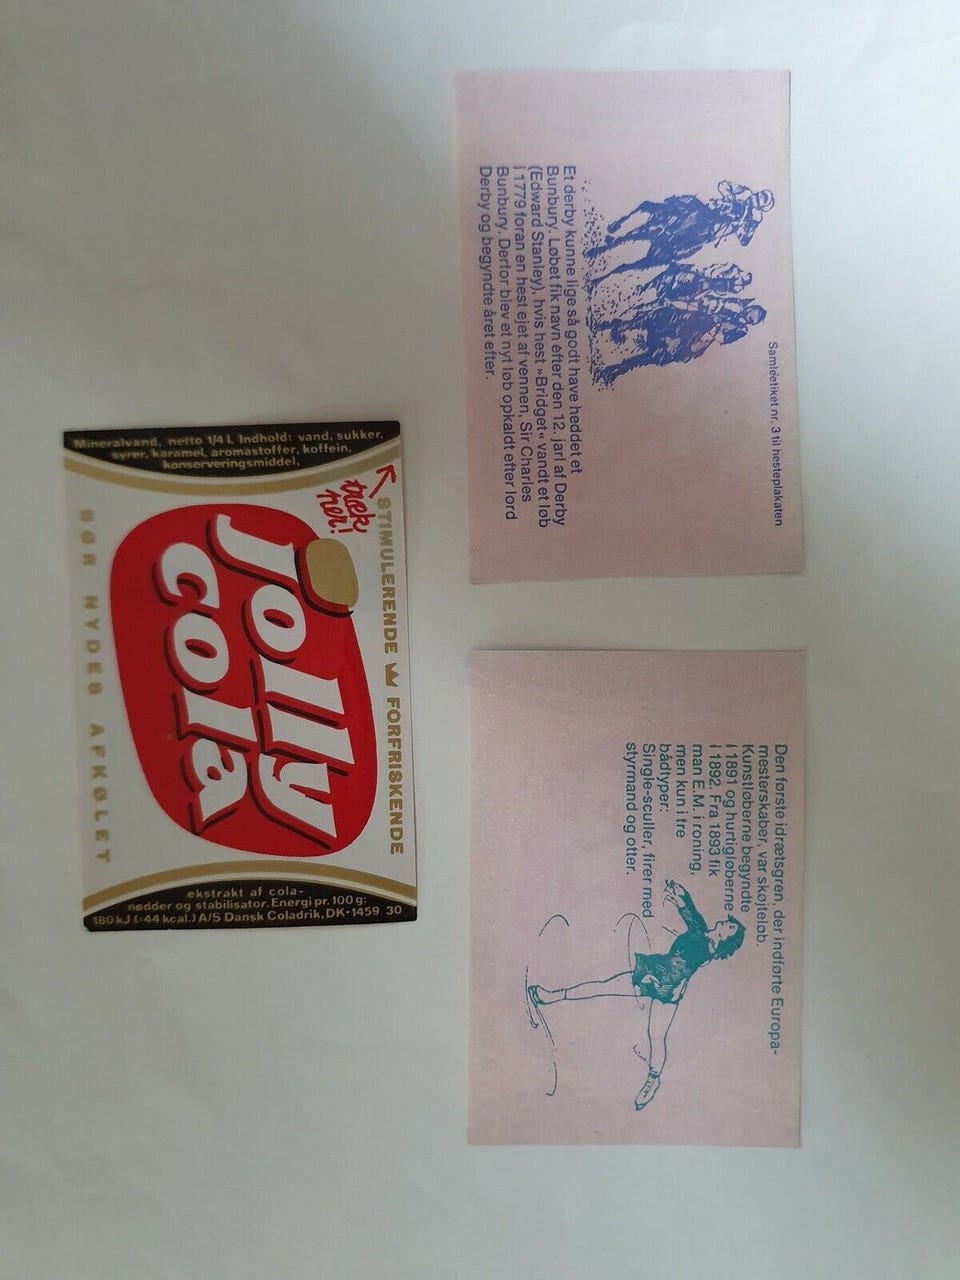 Samleetiket nr. 3 til hesteplakaten
Et derby kunne lige så godt have heddet et
Bunbury. Løbet fik navn efter den 12. jarl af Derby
(Edward Stanley), hvis hest »Bridget« vandt et løb
i 1779 foran en hest ejet af vennen, Sir Charles
Bunbury. Derfor blev et nyt løb opkaldt efter lord
Derby og begyndte året efter.
Den første idrætsgren, der indførte Europa-
mesterskaber, var skøjteløb.
Kunstløberne begyndte
i 1891 og hurtigløberne
i 1892. Fra 1893 fik
man E.M. i roning,
men kun i tre
bådtyper:
Single-sculler, firer med
styrmand og otter.
Mineralvand, netto 1/4 l. Indhold: vand, sukker,
syrer, karamel, aromastoffer, koffein,
konserveringsmiddel,
træk
her!
STIMULERENDE FORFRISKENDE
Jolly
cola
BØR NYDES AFKØLET
ekstrakt af cola-
nødder og stabilisator. Energi pr. 100 g:
180 kJ (=44 kcal.) A/S Dansk Coladrik, DK-1459 30